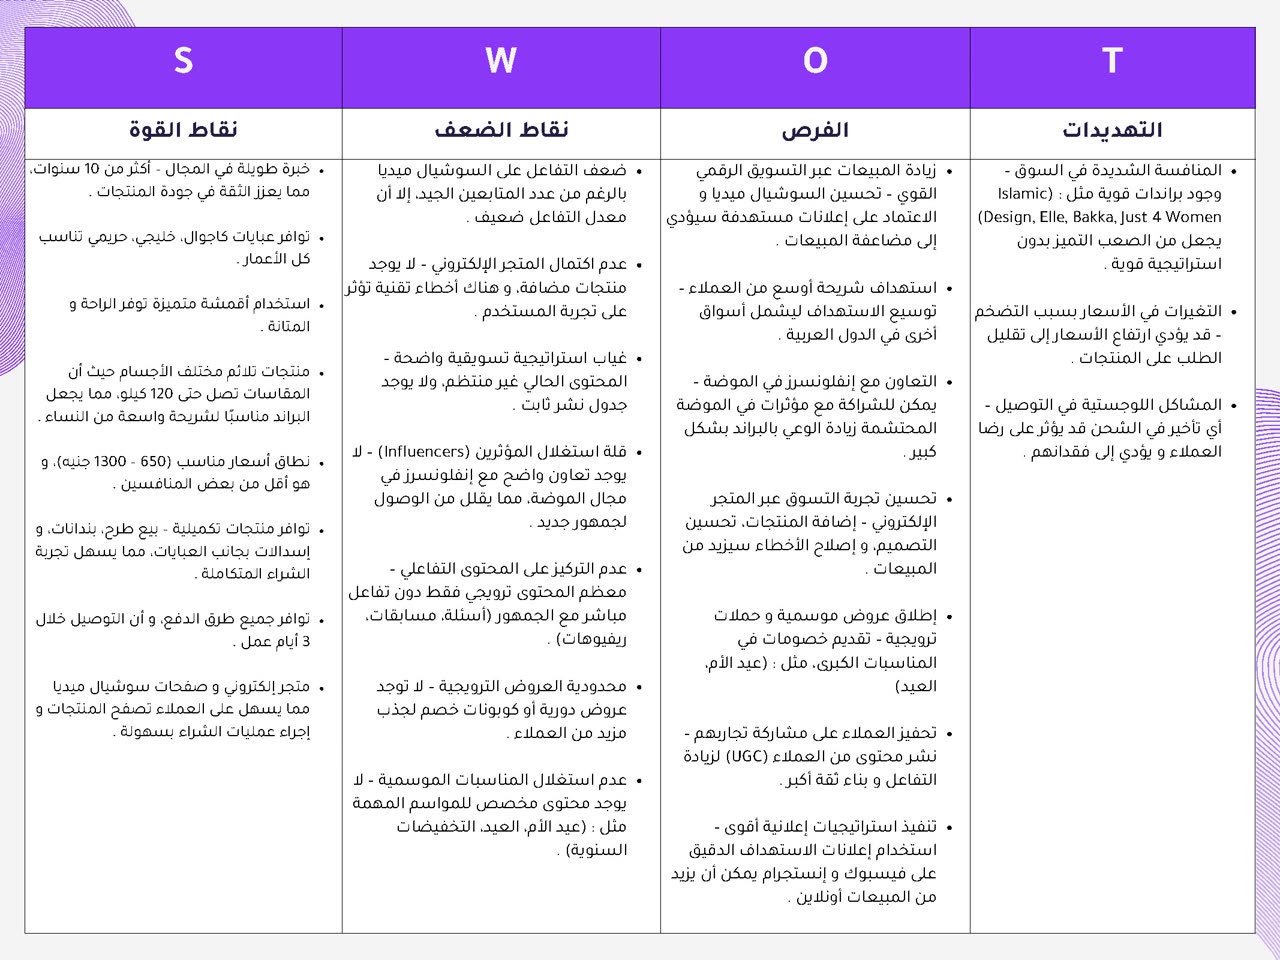 S
نقاط القوة
خبرة طويلة في المجال - أكثر من 10 سنوات،
مما يعزز الثقة في جودة المنتجات .
توافر عبايات كاجوال، خليجي، حريمي تناسب
كل الأعمار .
استخدام أقمشة متميزة توفر الراحة و
المتانة .
منتجات تلائم مختلف الأجسام حيث أن
المقاسات تصل حتى 120 كيلو، مما يجعل
البراند مناسبًا لشريحة واسعة من النساء .
نطاق أسعار مناسب (650 - 1300 جنيه)، و
هو أقل من بعض المنافسين .
توافر منتجات تكميلية - بيع طرح، بندانات، و
إسدالات بجانب العبايات، مما يسهل تجربة
الشراء المتكاملة .
توافر جميع طرق الدفع، و أن التوصيل خلال
3 أيام عمل .
متجر إلكتروني و صفحات سوشيال ميديا
مما يسهل على العملاء تصفح المنتجات و
إجراء عمليات الشراء بسهولة .
W
نقاط الضعف
ضعف التفاعل على السوشيال ميديا
بالرغم من عدد المتابعين الجيد، إلا أن
معدل التفاعل ضعيف .
عدم اكتمال المتجر الإلكتروني - لا يوجد
منتجات مضافة، و هناك أخطاء تقنية تؤثر
على تجربة المستخدم .
غياب استراتيجية تسويقية واضحة -
المحتوى الحالي غير منتظم، ولا يوجد
جدول نشر ثابت .
قلة استغلال المؤثرين (Influencers) - لا
يوجد تعاون واضح مع إنفلونسرز في
مجال الموضة، مما يقلل من الوصول
لجمهور جديد .
عدم التركيز على المحتوى التفاعلي -
معظم المحتوى ترويجي فقط دون تفاعل
مباشر مع الجمهور (أسئلة، مسابقات،
ريفيوهات) .
محدودية العروض الترويجية - لا توجد
عروض دورية أو كوبونات خصم لجذب
مزيد من العملاء .
عدم استغلال المناسبات الموسمية - لا
يوجد محتوى مخصص للمواسم المهمة
مثل : (عيد الأم، العيد، التخفيضات
السنوية) .
O
الفرص
زيادة المبيعات عبر التسويق الرقمي
القوي - تحسين السوشيال ميديا و
الاعتماد على إعلانات مستهدفة سيؤدي
إلى مضاعفة المبيعات .
استهداف شريحة أوسع من العملاء -
توسيع الاستهداف ليشمل أسواق
أخرى في الدول العربية .
التعاون مع إنفلونسرز في الموضة -
يمكن للشراكة مع مؤثرات في الموضة
المحتشمة زيادة الوعي بالبراند بشكل
كبير .
تحسين تجربة التسوق عبر المتجر
الإلكتروني - إضافة المنتجات، تحسين
التصميم، و إصلاح الأخطاء سيزيد من
المبيعات .
إطلاق عروض موسمية و حملات
ترويجية - تقديم خصومات في
المناسبات الكبرى، مثل : (عيد الأم،
العيد)
تحفيز العملاء على مشاركة تجاربهم -
نشر محتوى من العملاء (UGC) لزيادة
التفاعل و بناء ثقة أكبر .
تنفيذ استراتيجيات إعلانية أقوى -
استخدام إعلانات الاستهداف الدقيق
على فيسبوك و إنستجرام يمكن أن يزيد
من المبيعات أونلاين .
T
التهديدات
المنافسة الشديدة في السوق -
وجود براندات قوية مثل : (Islamic
Design, Elle, Bakka, Just 4 Women)
يجعل من الصعب التميز بدون
استراتيجية قوية .
التغيرات في الأسعار بسبب التضخم
- قد يؤدي ارتفاع الأسعار إلى تقليل
الطلب على المنتجات .
المشاكل اللوجستية في التوصيل -
أي تأخير في الشحن قد يؤثر على رضا
العملاء و يؤدي إلى فقدانهم .